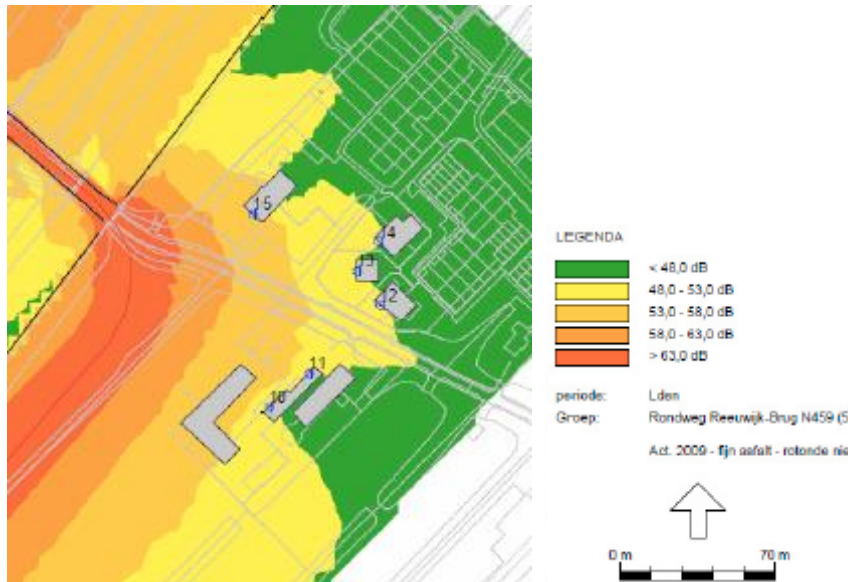 15
4
13
2
11
10
LEGENDA
< 48,0 dB
48,0 - 53,0 dB
53,0 - 58,0 dB
58,0 - 63,0 dB
> 63,0 dB
periode: Lden
Groep: Rondweg Reeuwijk-Brug N459 (5
Act. 2009 - fijn asfalt - rotonde nie
0 m 70 m